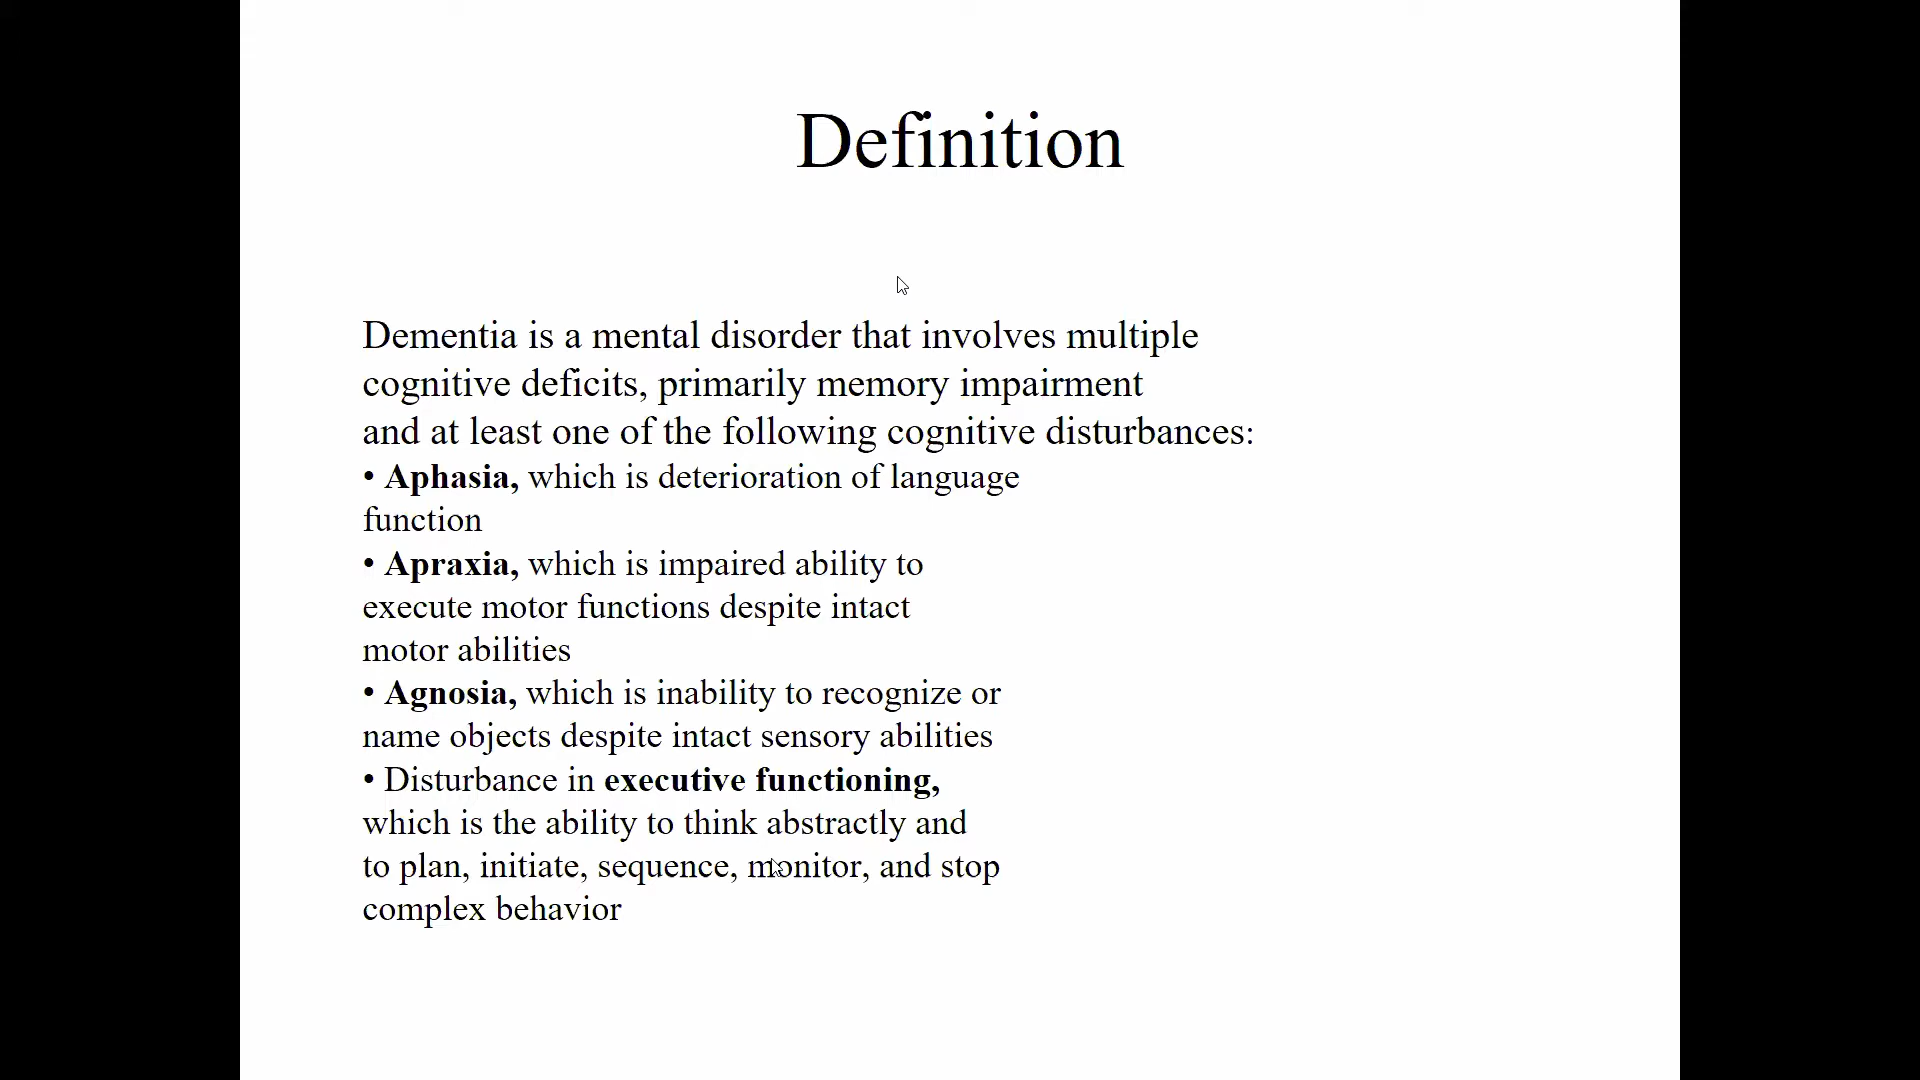 Definition
Dementia is a mental disorder that involves multiple
cognitive deficits, primarily memory impairment
and at least one of the following cognitive disturbances:
• Aphasia, which is deterioration of language
function
• Apraxia, which is impaired ability to
execute motor functions despite intact
motor abilities
• Agnosia, which is inability to recognize or
name objects despite intact sensory abilities
• Disturbance in executive functioning,
which is the ability to think abstractly and
to plan, initiate, sequence, monitor, and stop
complex behavior